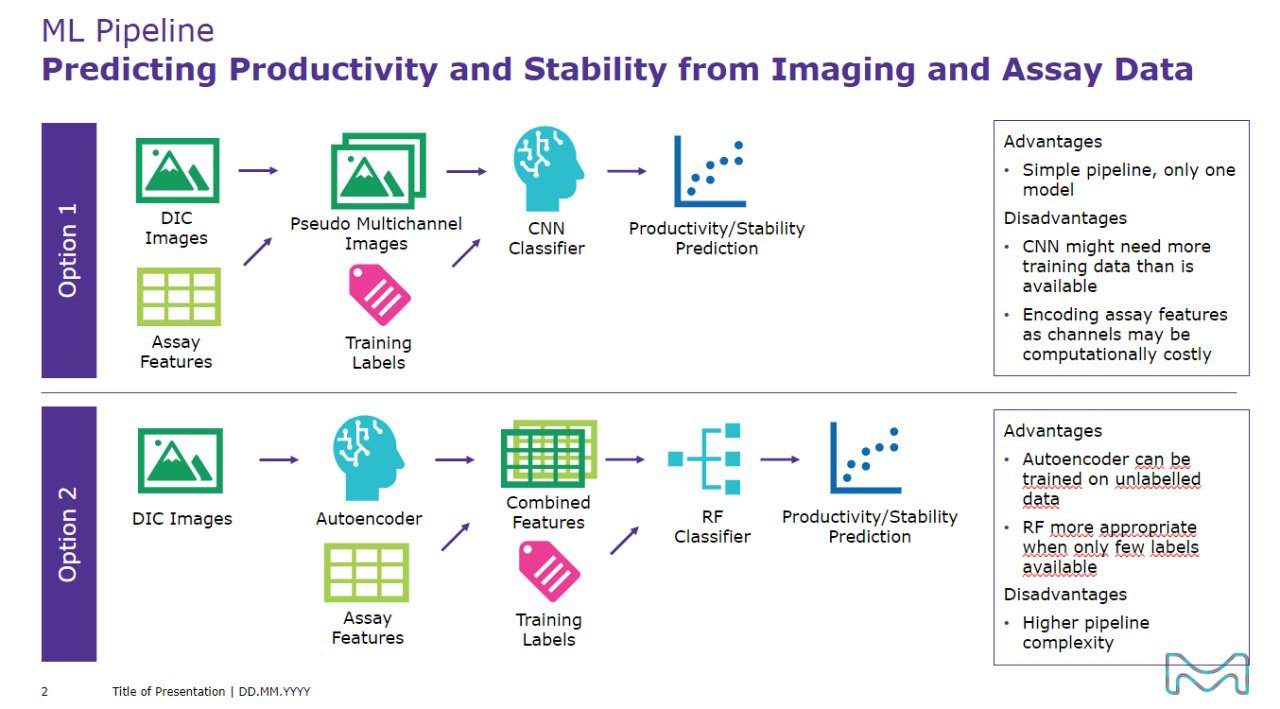 ML Pipeline
Predicting Productivity and Stability from Imaging and Assay Data
Option 1
DIC
Images
Assay
Features
Pseudo Multichannel
Images
Training
Labels
CNN
Classifier
Productivity/Stability
Prediction
Advantages
• Simple pipeline, only one
model
Disadvantages
• CNN might need more
training data than is
available
• Encoding assay features
as channels may be
computationally costly
Option 2
DIC Images
Autoencoder
Assay
Features
Combined
Features
Training
Labels
RF
Classifier
Productivity/Stability
Prediction
Advantages
• Autoencoder can be
trained on unlabelled
data
• RF more appropriate
when only few labels
available
Disadvantages
• Higher pipeline
complexity
2
Title of Presentation | DD.MM.YYYY
M